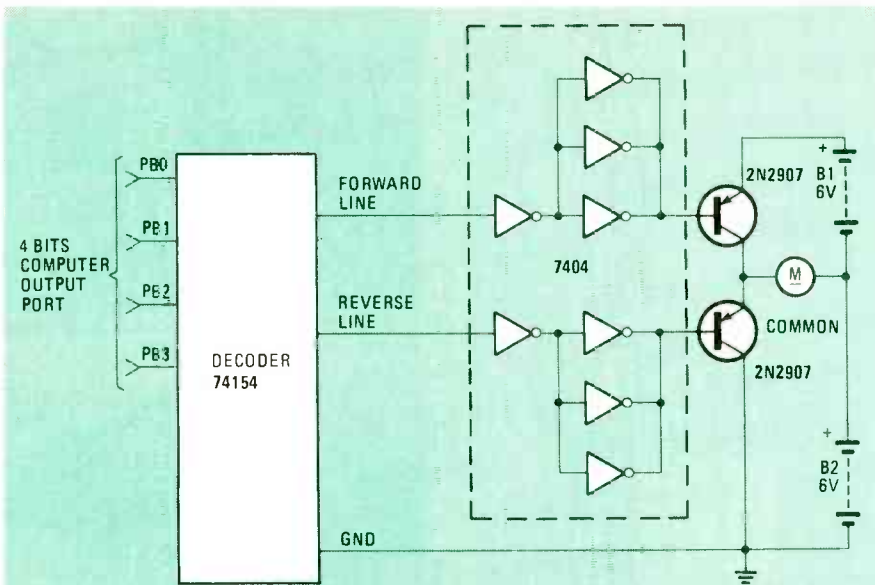 PB0
PB1
4 BITS
COMPUTER
OUTPUT
PORT
PB2
PB3
DECODER
74154
FORWARD
LINE
REVERSE
LINE
GND
7404
2N2907
+
B1
6V
M
COMMON
2N2907
+
B2
6V